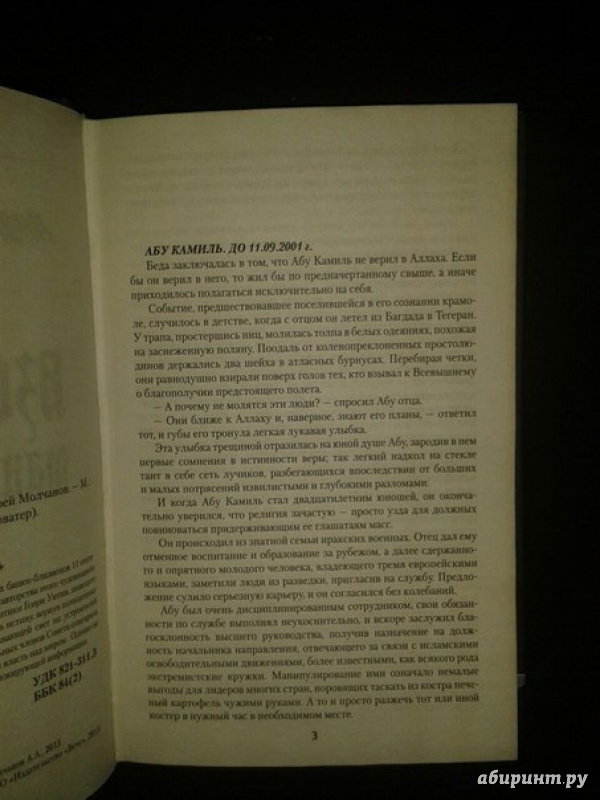 АБУ КАМИЛЬ. ДО 11.09.2001 г.
Беда заключалась в том, что Абу Камиль не верил в Аллаха. Если
бы он верил в него, то жил бы по предначертанному свыше, а иначе
приходилось полагаться исключительно на себя.
Событие, предшествовавшее поселившейся в его сознании крамо-
ле, случилось в детстве, когда с отцом он летел из Багдада в Тегеран.
У трапа, простершись ниц, молилась толпа в белых одеяниях, похожая
на заснеженную поляну. Поодаль от коленопреклоненных простолю-
динов держались два шейха в атласных бурнусах. Перебирая четки,
они равнодушно взирали поверх голов тех, кто взывал к Всевышнему
о благополучии предстоящего полета.
— А почему не молятся эти люди? — спросил Абу отца.
— Они ближе к Аллаху и, наверное, знают его планы, — ответил
тот, и губы его тронула легкая лукавая улыбка.
Эта улыбка трещиной отразилась на юной душе Абу, зародив в нем
первые сомнения в истинности веры; так легкий надкол на стекле
таит в себе сеть лучиков, разбегающихся впоследствии от больших
и малых потрясений извилистыми и глубокими разломами.
И когда Абу Камиль стал двадцатилетним юношей, он оконча-
тельно уверился, что религия зачастую — просто узда для должных
повиноваться придерживающим ее глашатаям масс.
Он происходил из знатной семьи иракских военных. Отец дал ему
отменное воспитание и образование за рубежом, а далее сдержанно-
го и опрятного молодого человека, владеющего тремя европейскими
языками, заметили люди из разведки, пригласив на службу. Предло-
жение сулило серьезную карьеру, и он согласился без колебаний.
Абу был очень дисциплинированным сотрудником, свои обязан-
ности по службе выполнял неукоснительно, и вскоре заслужил бла-
госклонность высшего руководства, получив назначение на долж-
ность начальника направления, отвечающего за связи с исламскими
освободительными движениями, более известными, как всякого рода
экстремистские кружки. Манипулирование ими означало немалые
выгоды для лидеров многих стран, норовящих таскать из костра пече-
ный картофель чужими руками. А то и просто разжечь тот или иной
костер в нужный час в необходимом месте.
3
рей Молчанов. – М.:
оватер).
УДК 821-311.3
ББК 84(2)
чанов А.А., 2013
О «Издательство «Вече», 2013
абиринт.ру